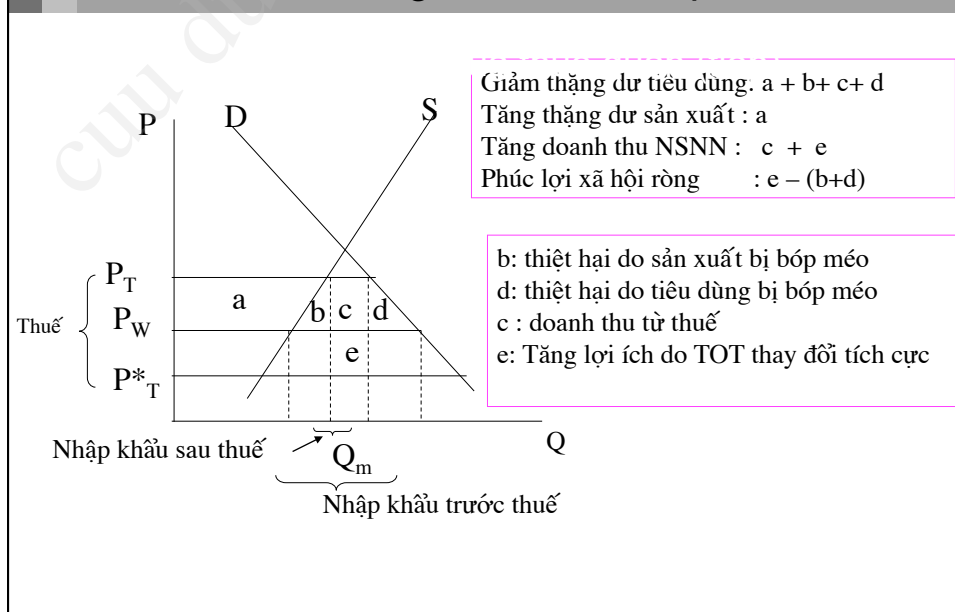 Giảm thặng dư tiêu dùng: a + b+ c+ d
Tăng thặng dư sản xuất : a
Tăng doanh thu NSNN : c + e
Phúc lợi xã hội ròng : e – (b+d)
P
D
S
b: thiệt hại do sản xuất bị bóp méo
d: thiệt hại do tiêu dùng bị bóp méo
c : doanh thu từ thuế
e: Tăng lợi ích do TOT thay đổi tích cực
P_T
a
b
c
d
Thuế
P_W
e
P*_T
Q
Nhập khẩu sau thuế
Q_m
Nhập khẩu trước thuế